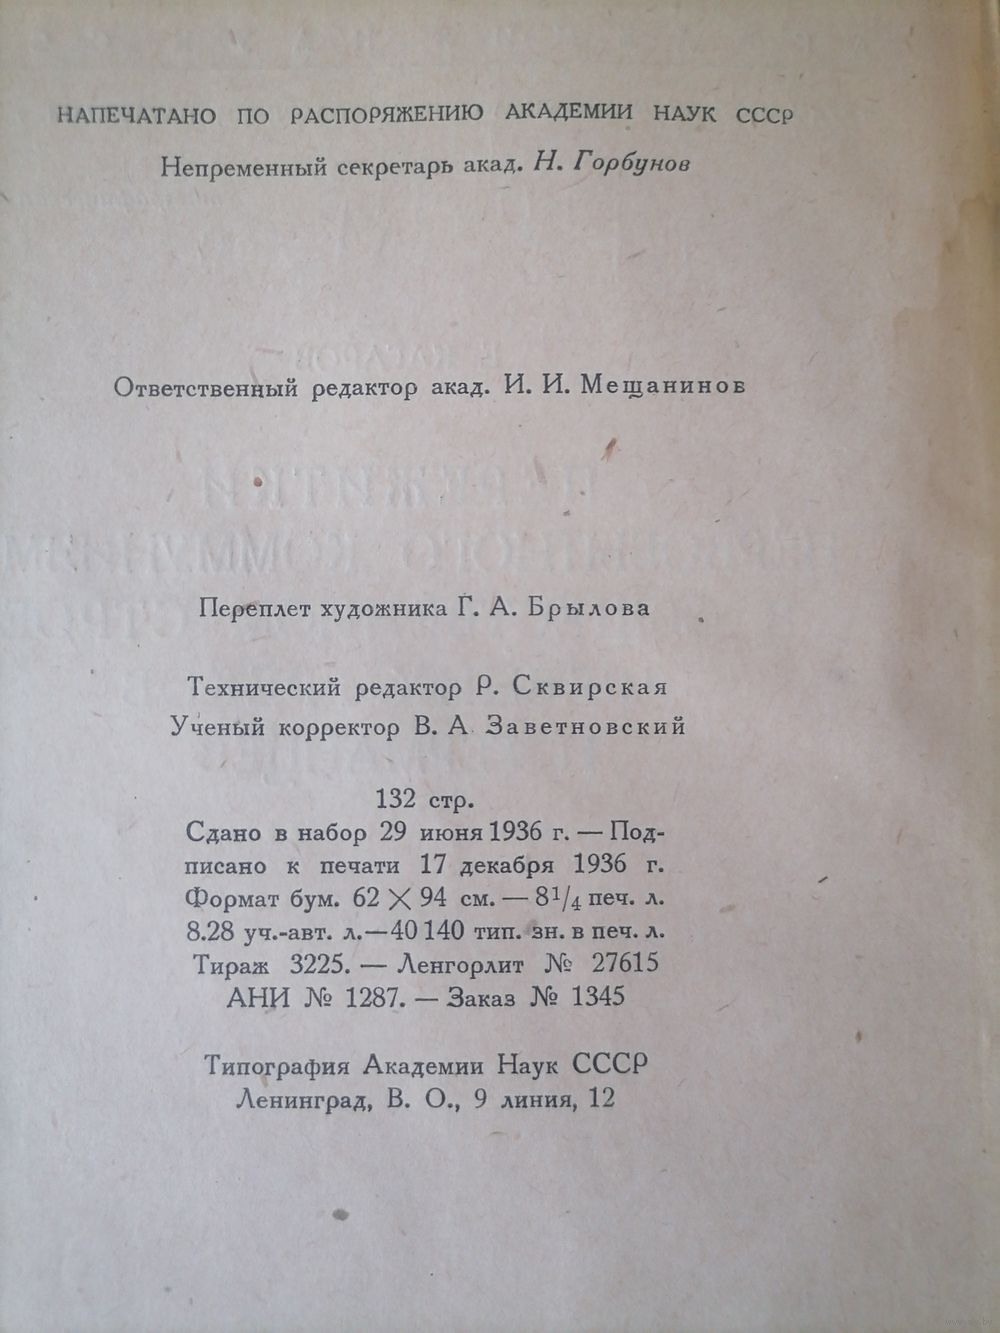 НАПЕЧАТАНО ПО РАСПОРЯЖЕНИЮ АКАДЕМИИ НАУК СССР
Непременный секретарь акад. Н. Горбунов
Ответственный редактор акад. И. И. Мещанинов
Переплет художника Г. А. Брылова
Технический редактор Р. Сквирская
Ученый корректор В. А. Заветновский
132 стр.
Сдано в набор 29 июня 1936 г. — Под-
писано к печати 17 декабря 1936 г.
Формат бум. 62 × 94 см. — 8¹/₄ печ. л.
8.28 уч.-авт. л.—40 140 тип. зн. в печ. л.
Тираж 3225. — Ленгорлит № 27615
АНИ № 1287. — Заказ № 1345
Типография Академии Наук СССР
Ленинград, В. О., 9 линия, 12